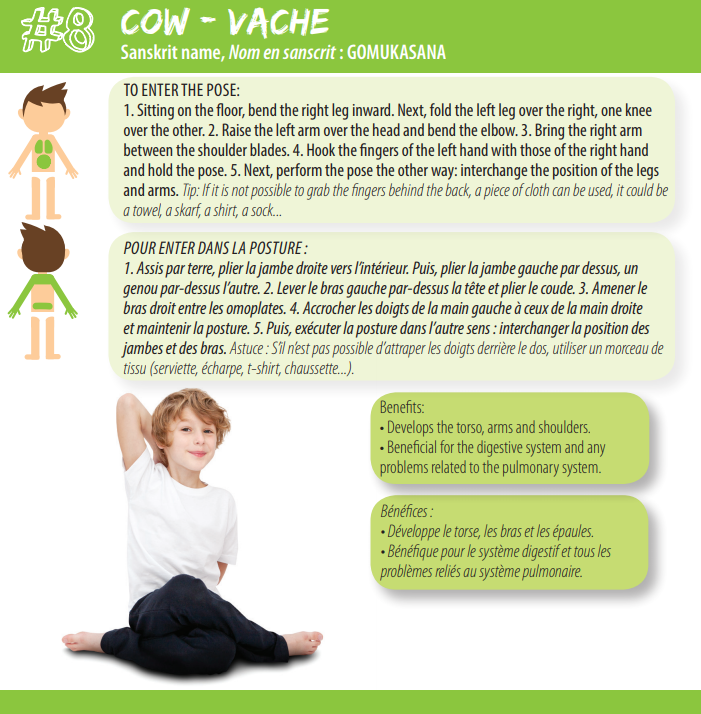 #8 COW - VACHE
Sanskrit name, Nom en sanscrit : GOMUKASANA
TO ENTER THE POSE:
1. Sitting on the floor, bend the right leg inward. Next, fold the left leg over the right, one knee
over the other. 2. Raise the left arm over the head and bend the elbow. 3. Bring the right arm
between the shoulder blades. 4. Hook the fingers of the left hand with those of the right hand
and hold the pose. 5. Next, perform the pose the other way: interchange the position of the legs
and arms. Tip: If it is not possible to grab the fingers behind the back, a piece of cloth can be used, it could be
a towel, a skarf, a shirt, a sock...
POUR ENTER DANS LA POSTURE :
1. Assis par terre, plier la jambe droite vers l'intérieur. Puis, plier la jambe gauche par dessus, un
genou par-dessus l'autre. 2. Lever le bras gauche par-dessus la tête et plier le coude. 3. Amener le
bras droit entre les omoplates. 4. Accrocher les doigts de la main gauche à ceux de la main droite
et maintenir la posture. 5. Puis, exécuter la posture dans l'autre sens : interchanger la position des
jambes et des bras. Astuce : S'il n'est pas possible d'attraper les doigts derrière le dos, utiliser un morceau de
tissu (serviette, écharpe, t-shirt, chaussette...).
Benefits:
• Develops the torso, arms and shoulders.
• Beneficial for the digestive system and any
problems related to the pulmonary system.
Bénéfices :
• Développe le torse, les bras et les épaules.
• Bénéfique pour le système digestif et tous les
problèmes reliés au système pulmonaire.